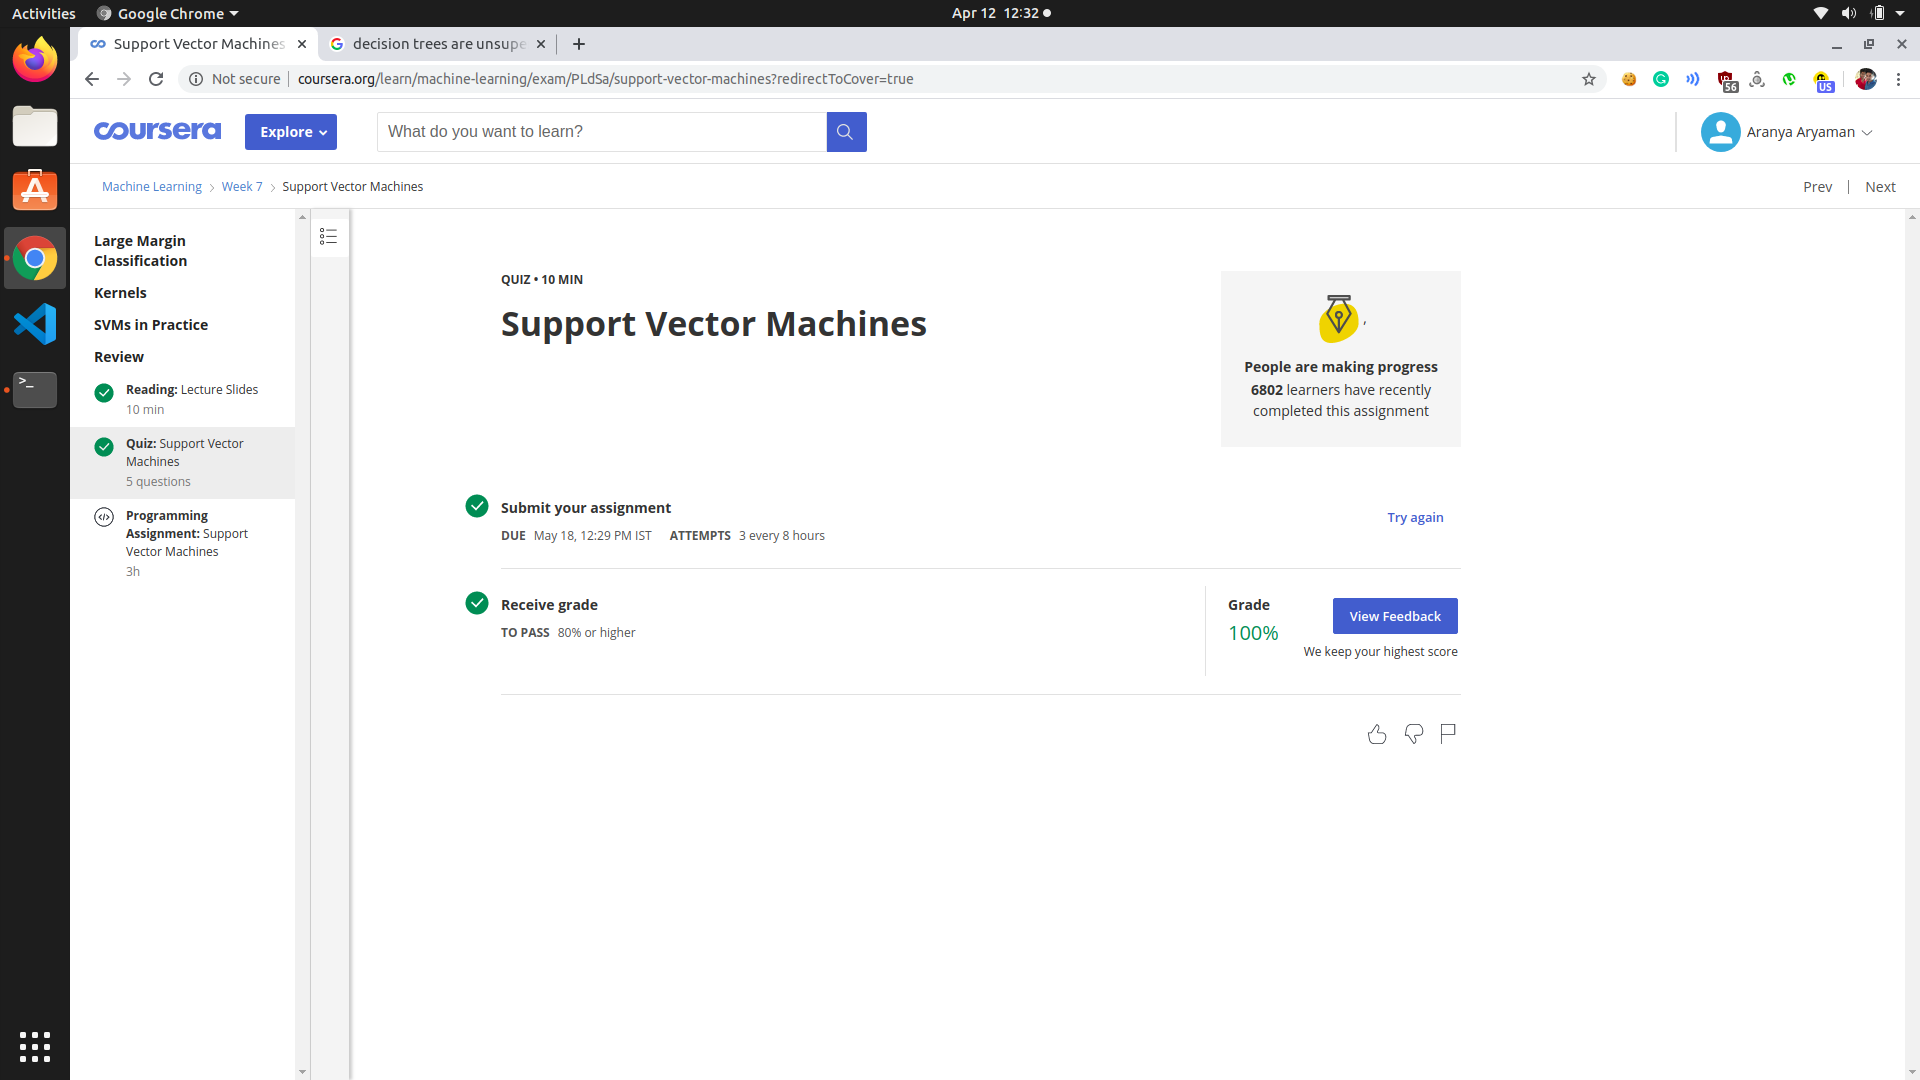 Activities
Google Chrome
Apr 12 12:32
Support Vector Machines
decision trees are unsupe
Not secure
coursera.org/learn/machine-learning/exam/PLdSa/support-vector-machines?redirectToCover=true
56
US
coursera
Explore
What do you want to learn?
Aranya Aryaman
Machine Learning
Week 7
Support Vector Machines
Prev | Next
Large Margin
Classification
Kernels
SVMs in Practice
Review
Reading: Lecture Slides
10 min
Quiz: Support Vector
Machines
5 questions
Programming
Assignment: Support
Vector Machines
3h
QUIZ • 10 MIN
Support Vector Machines
,
People are making progress
6802 learners have recently
completed this assignment
Submit your assignment
DUE May 18, 12:29 PM IST ATTEMPTS 3 every 8 hours
Try again
Receive grade
TO PASS 80% or higher
Grade
100%
View Feedback
We keep your highest score